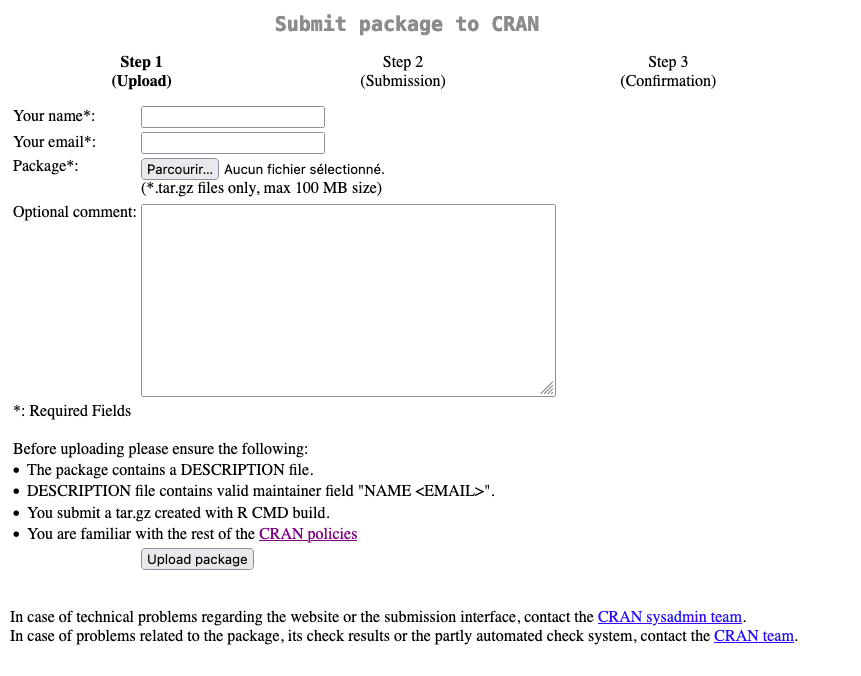 Submit package to CRAN
Step 1 Step 2 Step 3
(Upload) (Submission) (Confirmation)
Your name*:
Your email*:
Package*: Parcourir... Aucun fichier sélectionné.
(*.tar.gz files only, max 100 MB size)
Optional comment:
*: Required Fields
Before uploading please ensure the following:
• The package contains a DESCRIPTION file.
• DESCRIPTION file contains valid maintainer field "NAME <EMAIL>".
• You submit a tar.gz created with R CMD build.
• You are familiar with the rest of the CRAN policies
Upload package
In case of technical problems regarding the website or the submission interface, contact the CRAN sysadmin team.
In case of problems related to the package, its check results or the partly automated check system, contact the CRAN team.